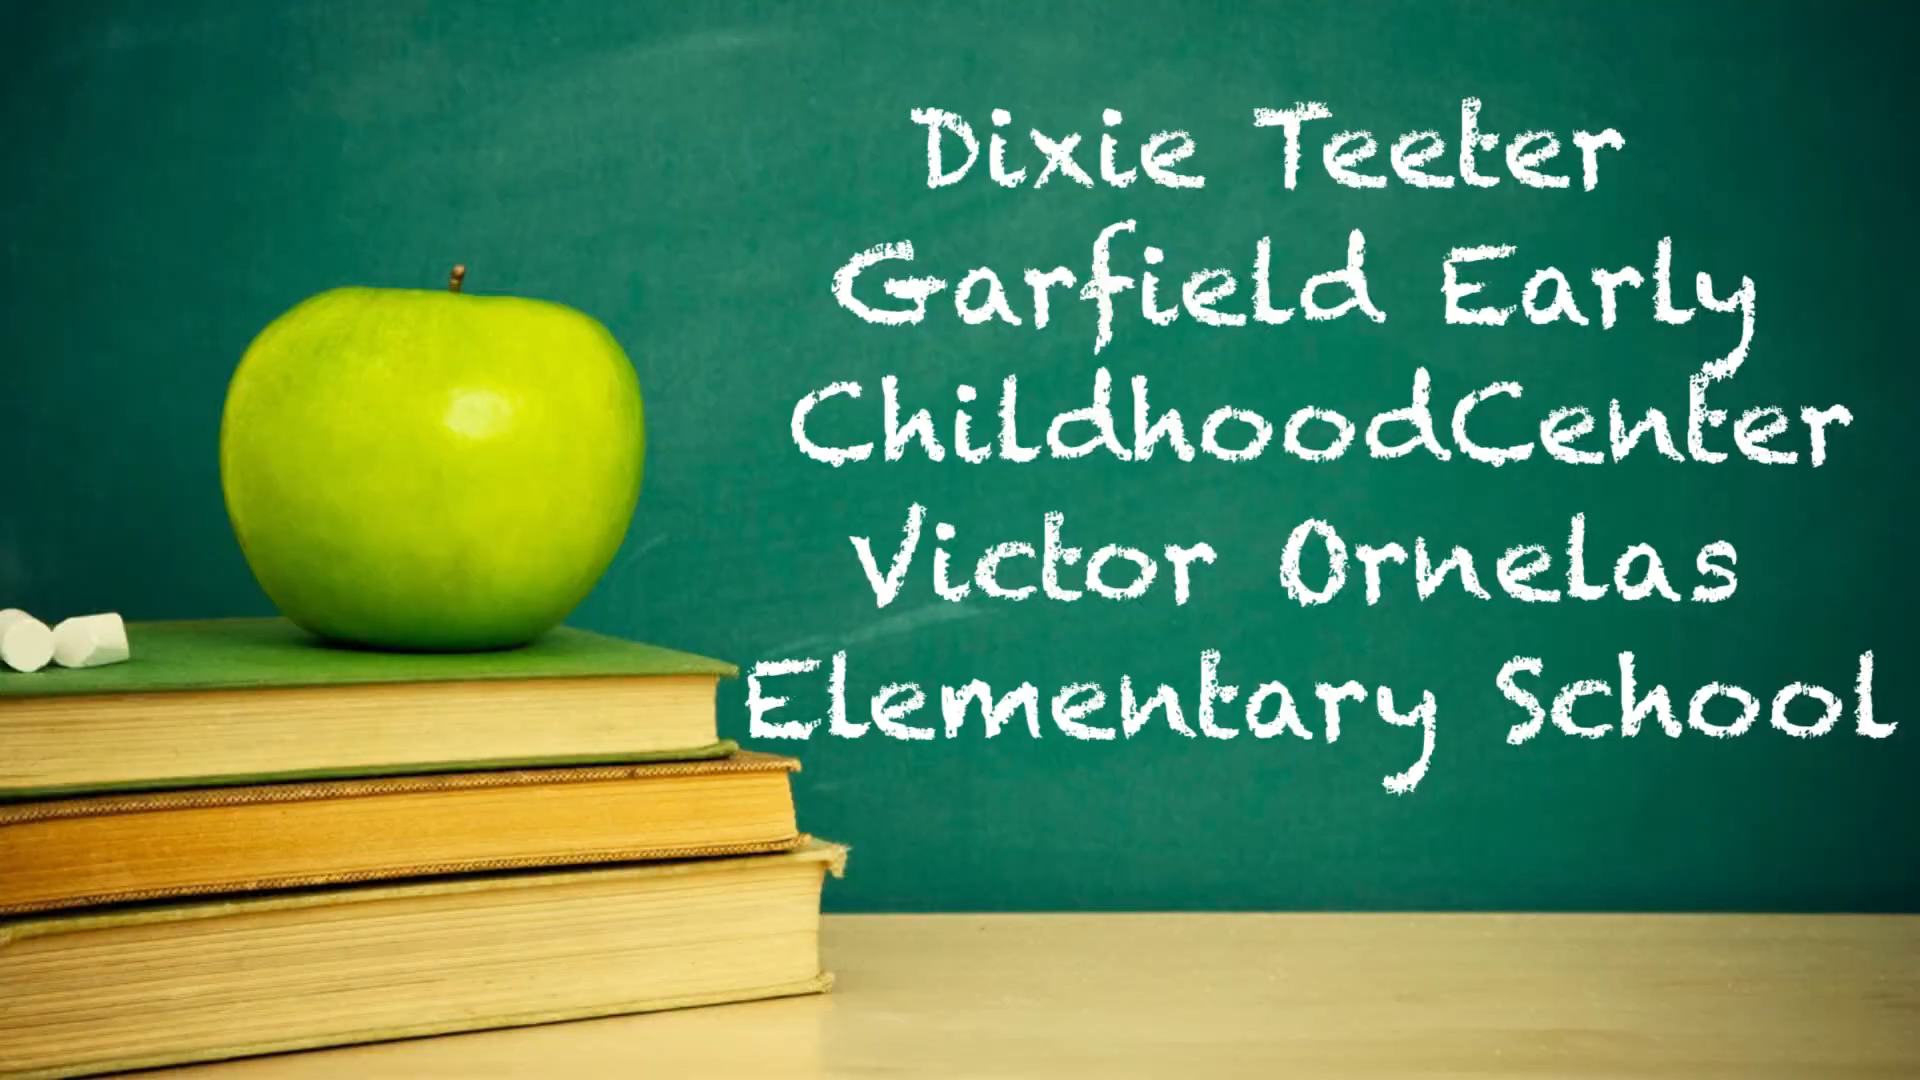 Dixie Teeter
Garfield Early
ChildhoodCenter
Victor Ornelas
Elementary School